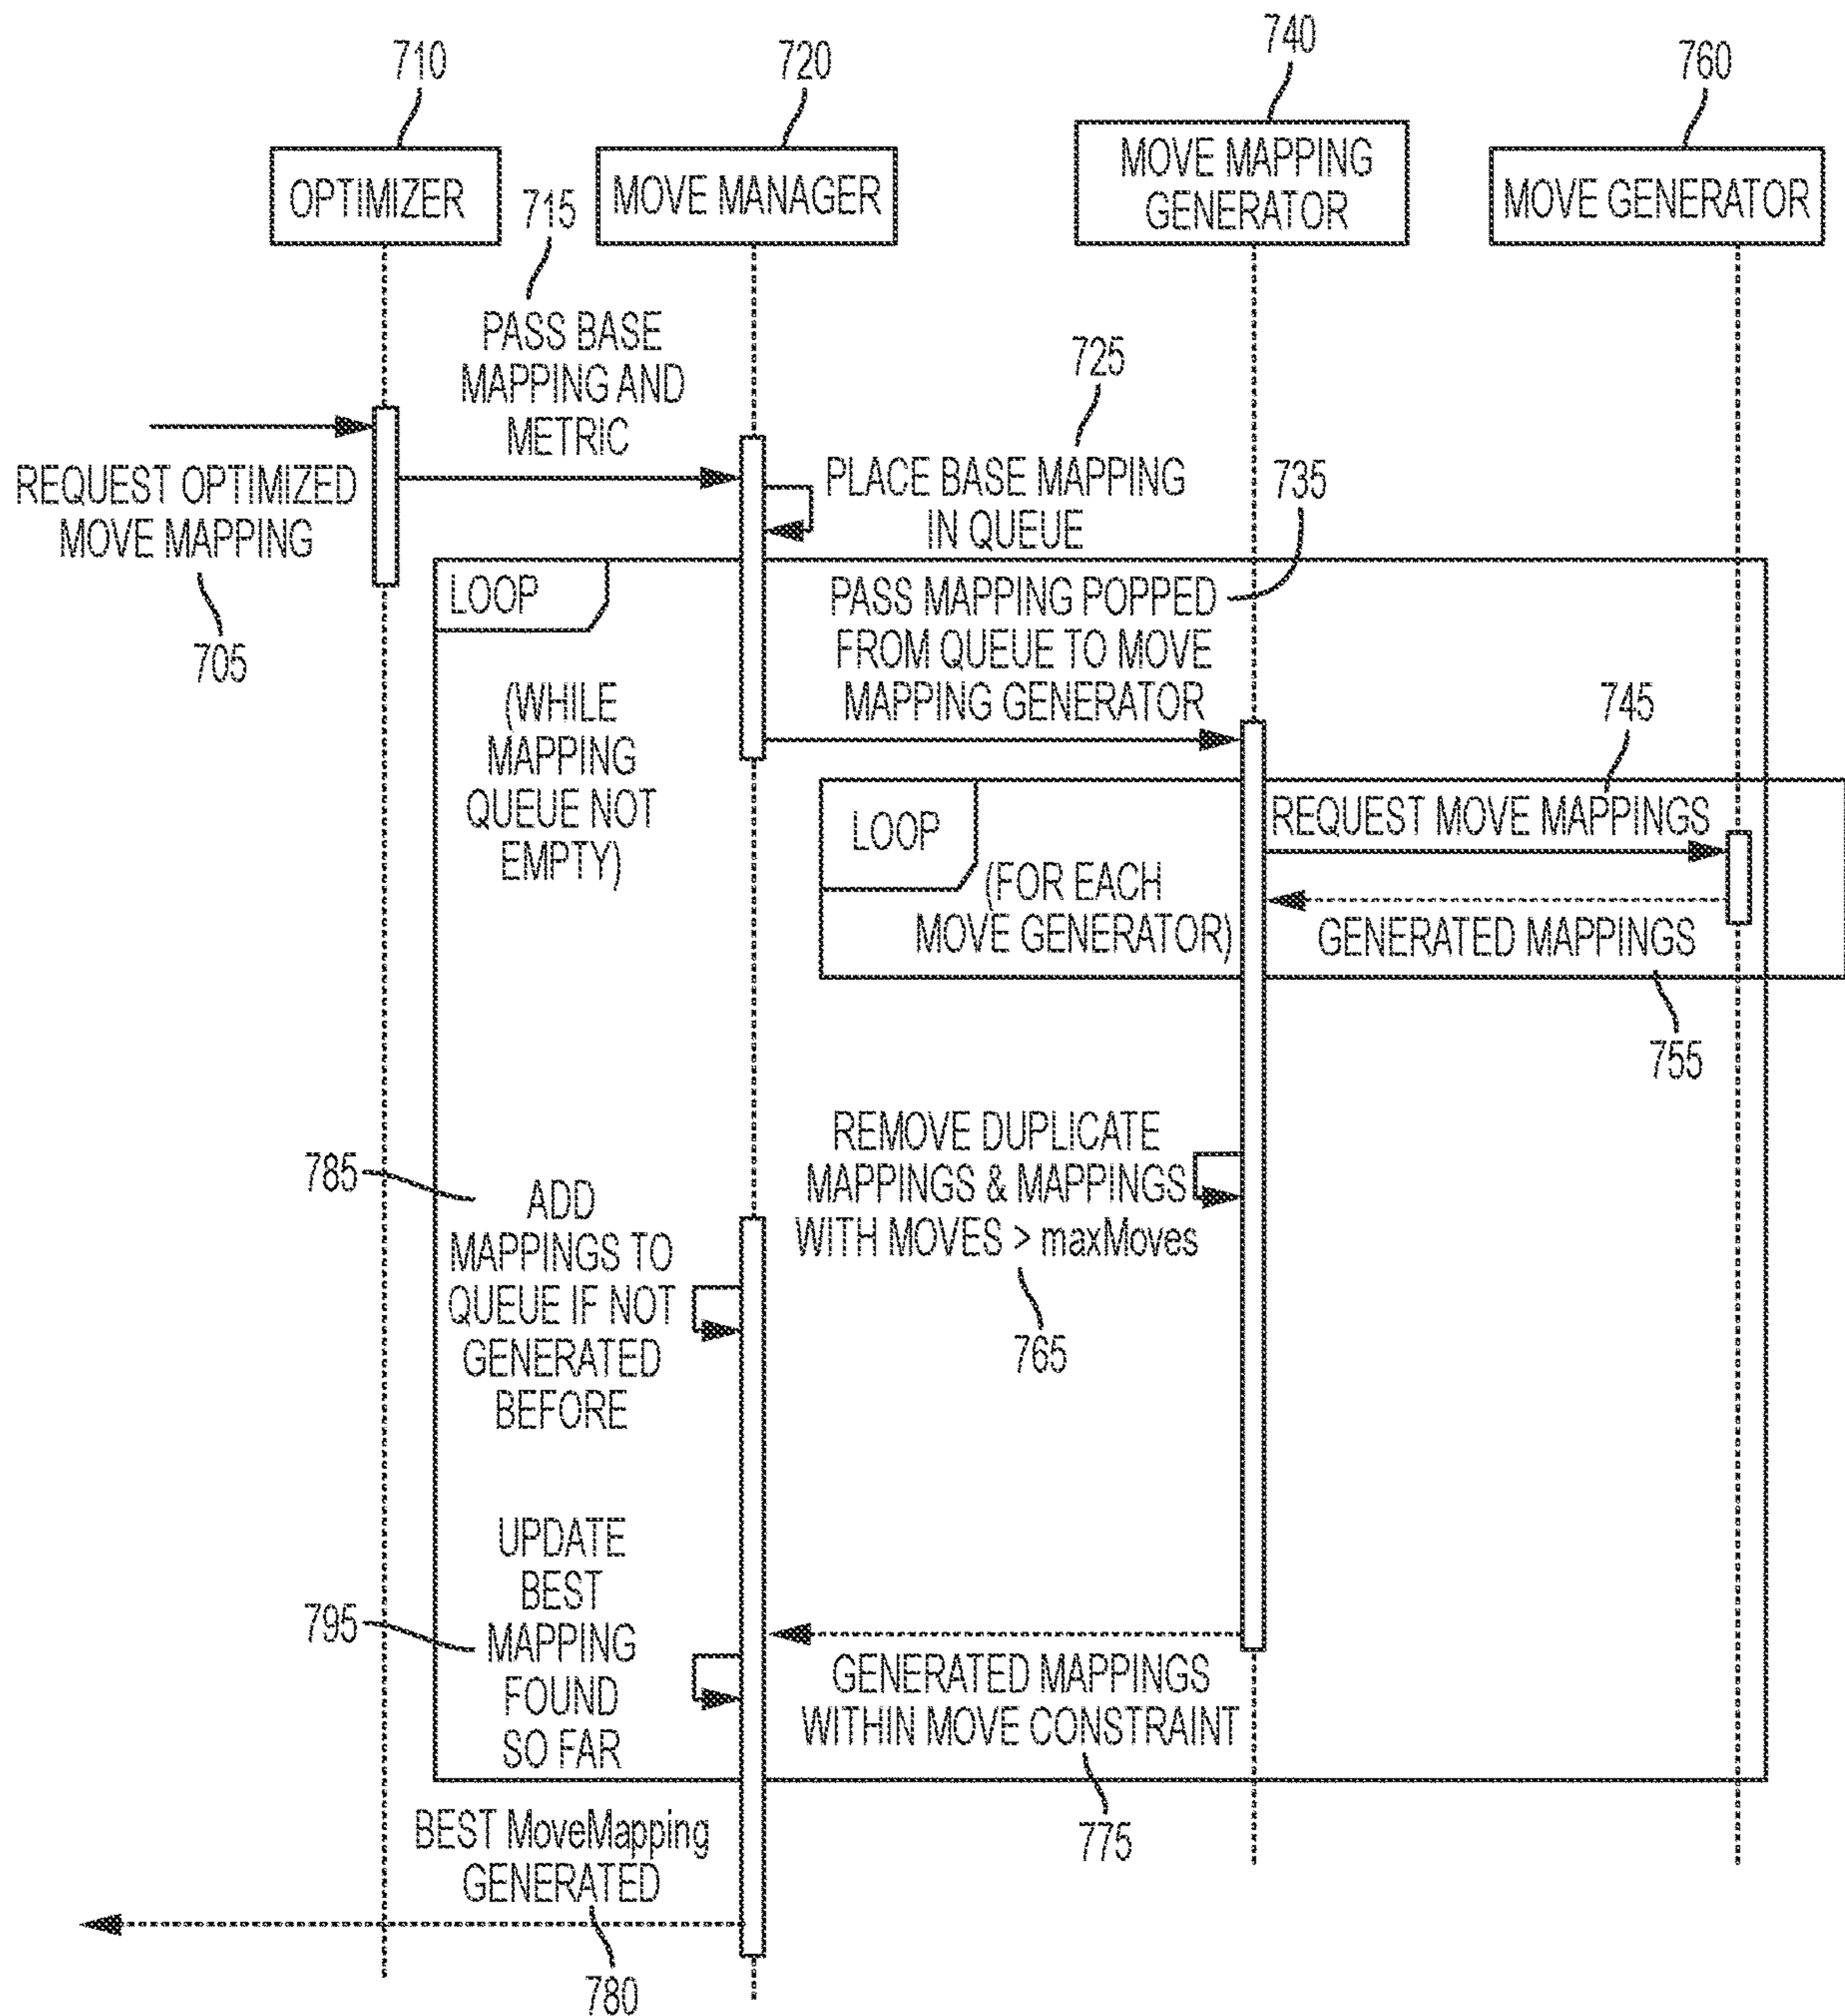 710
720
740
760
OPTIMIZER
MOVE MANAGER
MOVE MAPPING
GENERATOR
MOVE GENERATOR
715
PASS BASE
MAPPING AND
METRIC
REQUEST OPTIMIZED
MOVE MAPPING
705
725
PLACE BASE MAPPING
IN QUEUE
735
LOOP
(WHILE
MAPPING
QUEUE NOT
EMPTY)
PASS MAPPING POPPED
FROM QUEUE TO MOVE
MAPPING GENERATOR
745
LOOP
(FOR EACH
MOVE GENERATOR)
REQUEST MOVE MAPPINGS
GENERATED MAPPINGS
755
REMOVE DUPLICATE
MAPPINGS & MAPPINGS
WITH MOVES > maxMoves
765
785
ADD
MAPPINGS TO
QUEUE IF NOT
GENERATED
BEFORE
795
UPDATE
BEST
MAPPING
FOUND
SO FAR
GENERATED MAPPINGS
WITHIN MOVE CONSTRAINT
775
BEST MoveMapping
GENERATED
780